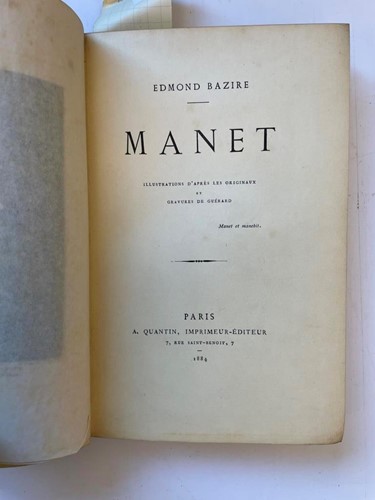 EDMOND BAZIRE
MANET
ILLUSTRATIONS D'APRÈS LES ORIGINAUX
ET
GRAVURES DE GUÉRARD
Manet et manebit.
PARIS
A. QUANTIN, IMPRIMEUR-ÉDITEUR
7, RUE SAINT-BENOIT, 7
1884